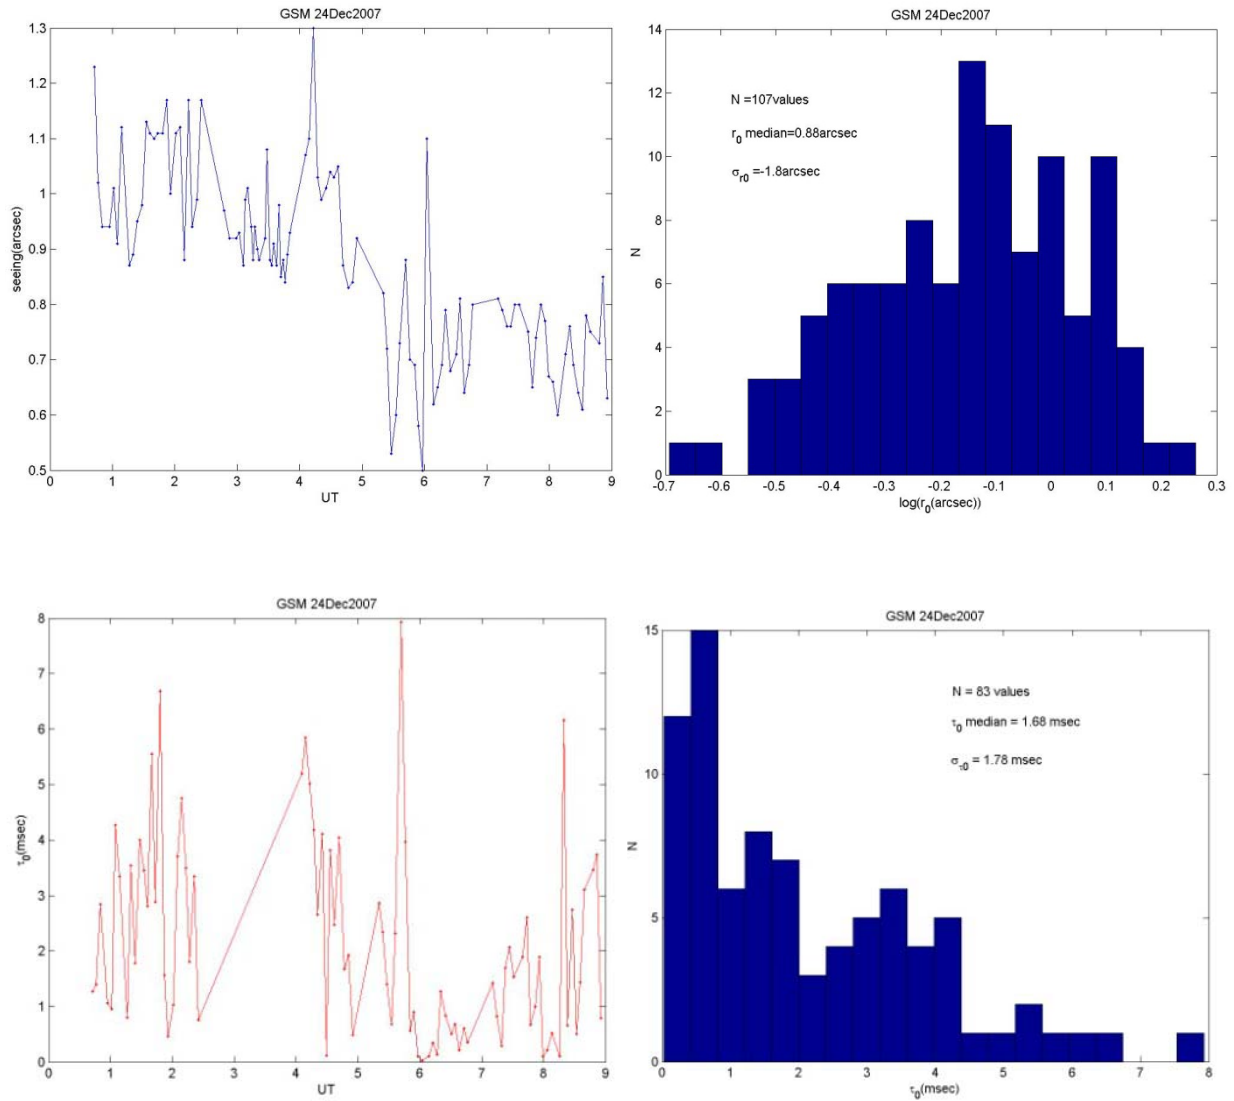 GSM 24Dec2007
1.3
1.2
1.1
1
0.9
0.8
0.7
0.6
0.5
seeing(arcsec)
0 1 2 3 4 5 6 7 8 9
UT
GSM 24Dec2007
14
12
10
8
6
4
2
0
N
N =107values
r0 median=0.88arcsec
σr0 =-1.8arcsec
-0.7 -0.6 -0.5 -0.4 -0.3 -0.2 -0.1 0 0.1 0.2 0.3
log(r0(arcsec))
GSM 24Dec2007
8
7
6
5
4
3
2
1
0
τ0(msec)
0 1 2 3 4 5 6 7 8 9
UT
GSM 24Dec2007
15
10
5
0
N
N = 83 values
τ0 median = 1.68 msec
στ0 = 1.78 msec
0 1 2 3 4 5 6 7 8
τ0(msec)